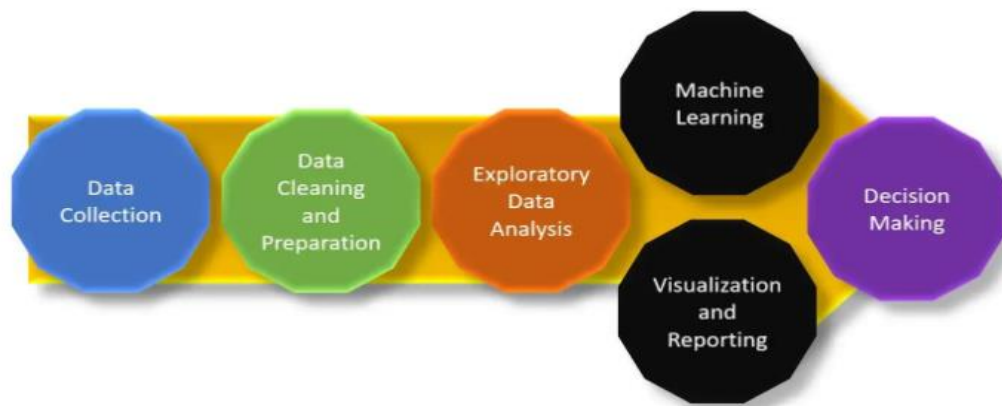 Data
Collection
Data
Cleaning
and
Preparation
Exploratory
Data
Analysis
Machine
Learning
Visualization
and
Reporting
Decision
Making